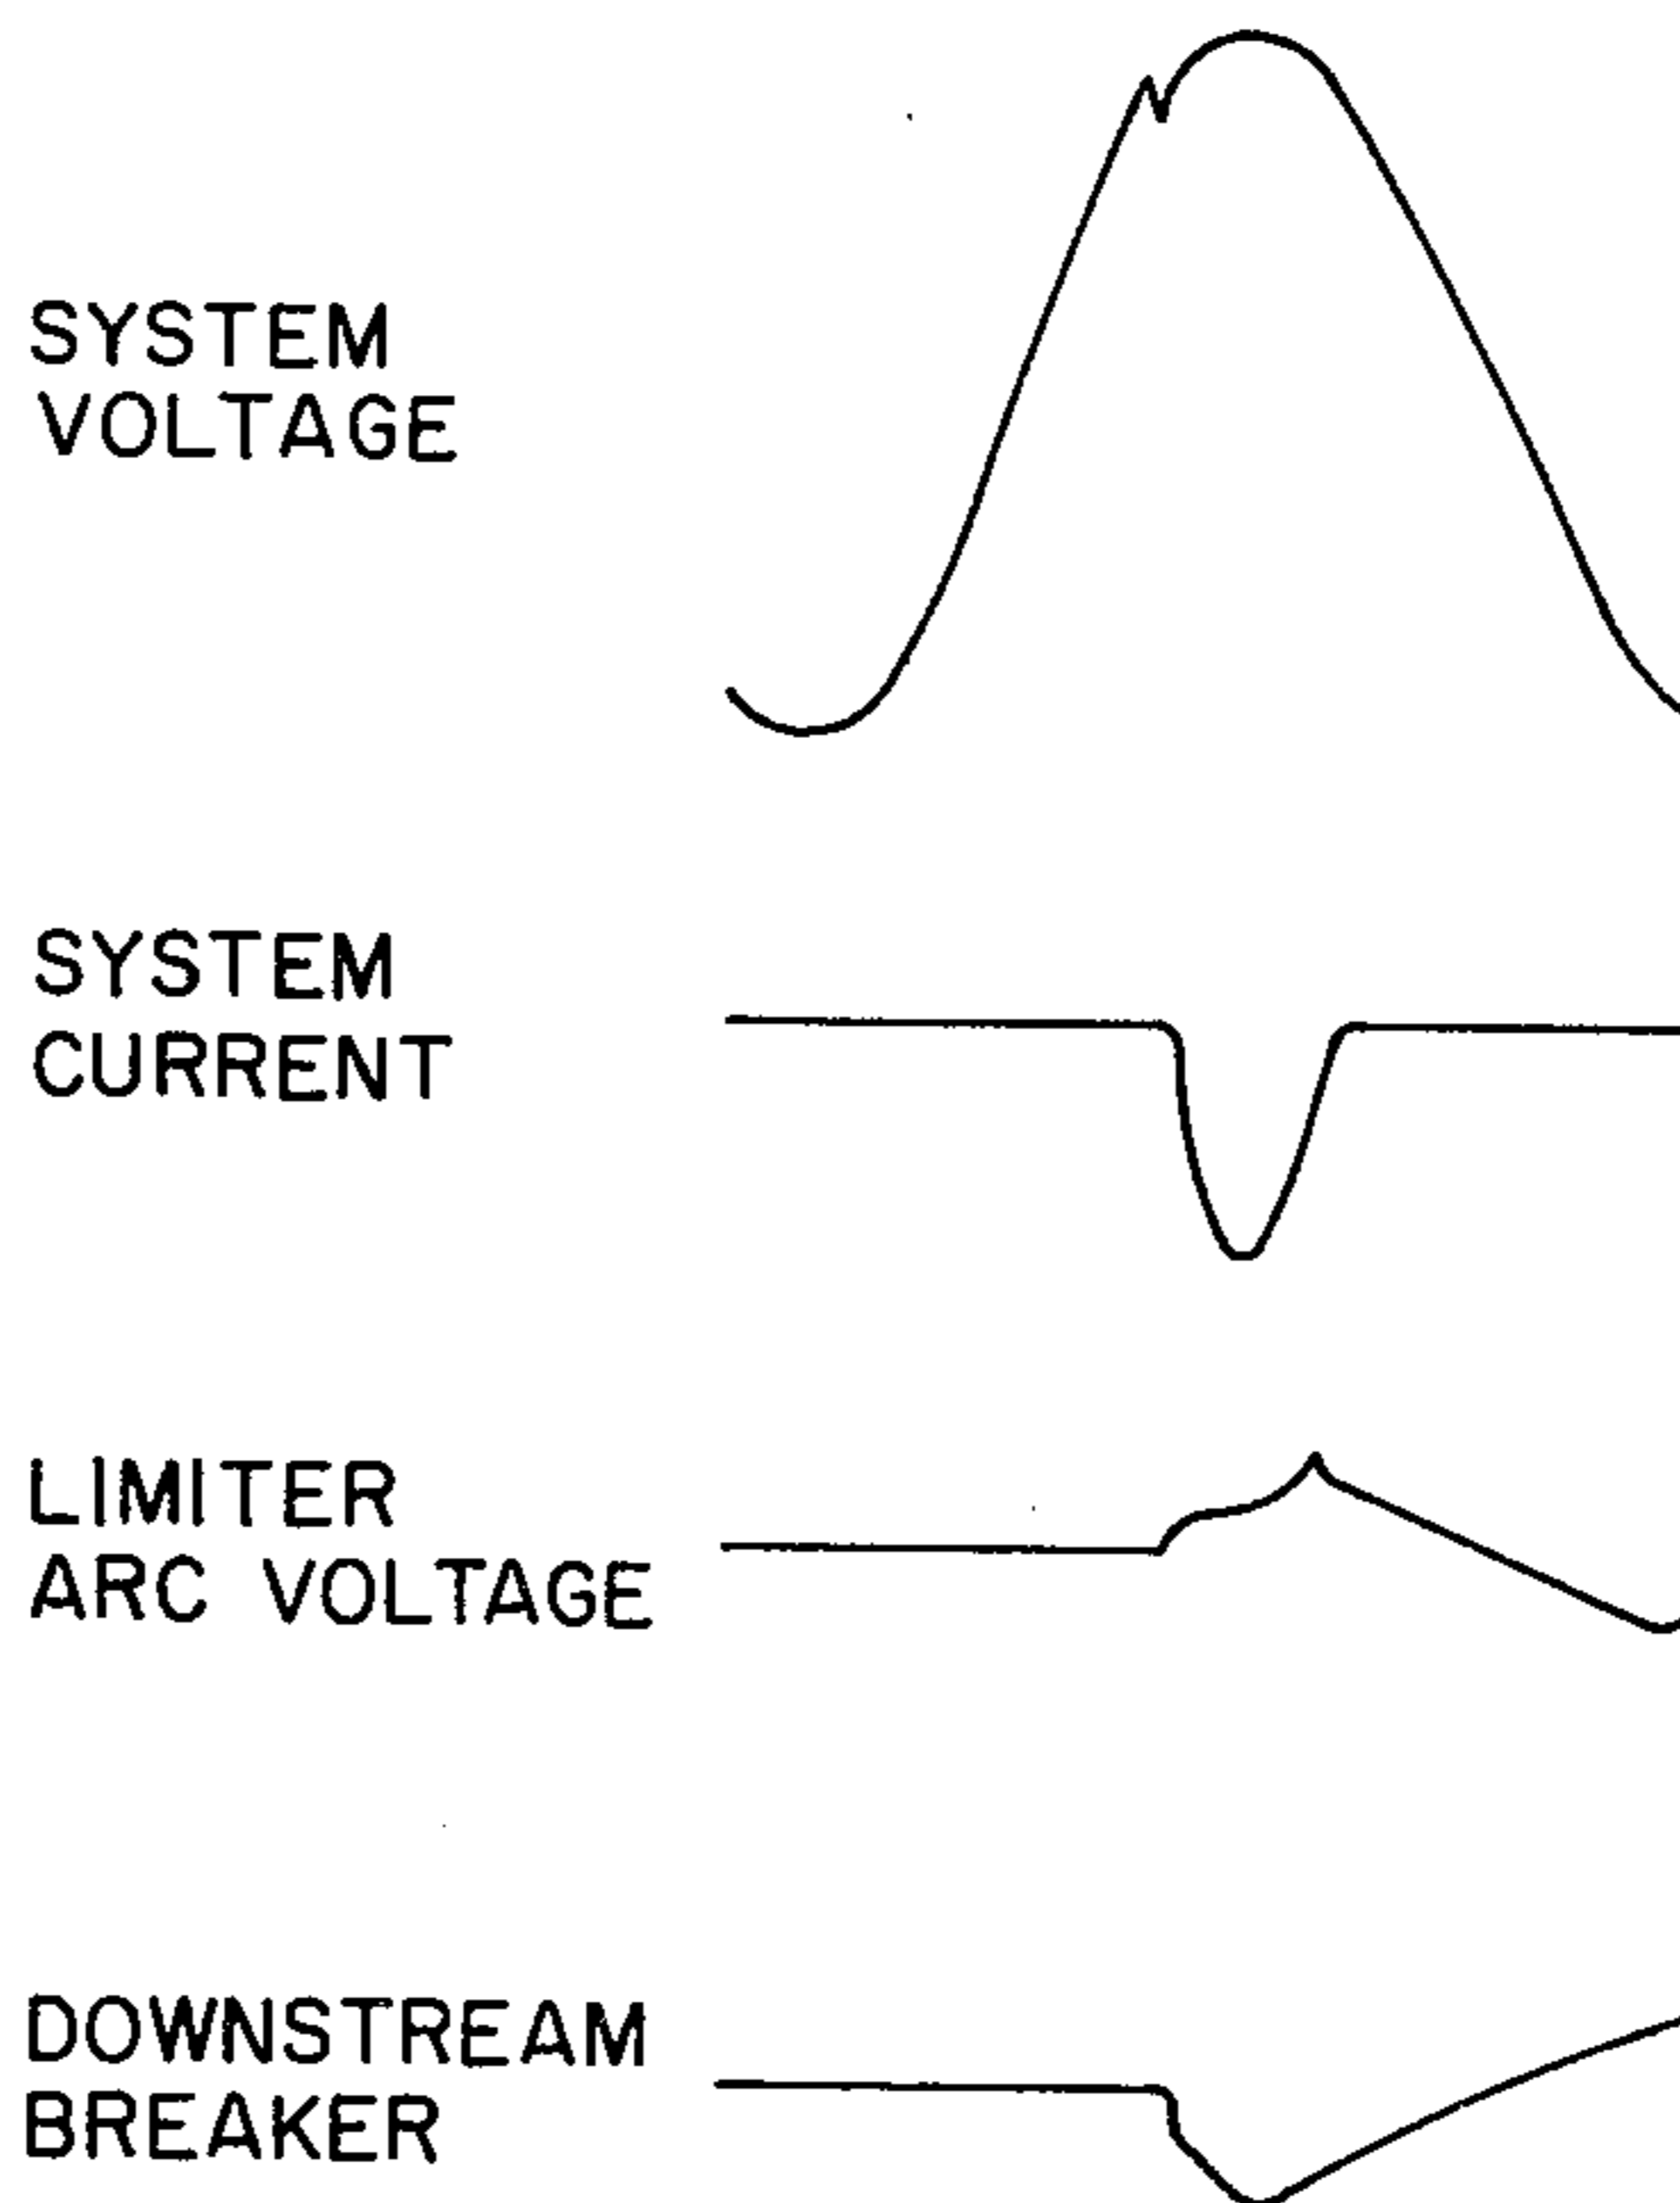 SYSTEM
VOLTAGE
SYSTEM
CURRENT
LIMITER
ARC VOLTAGE
DOWNSTREAM
BREAKER